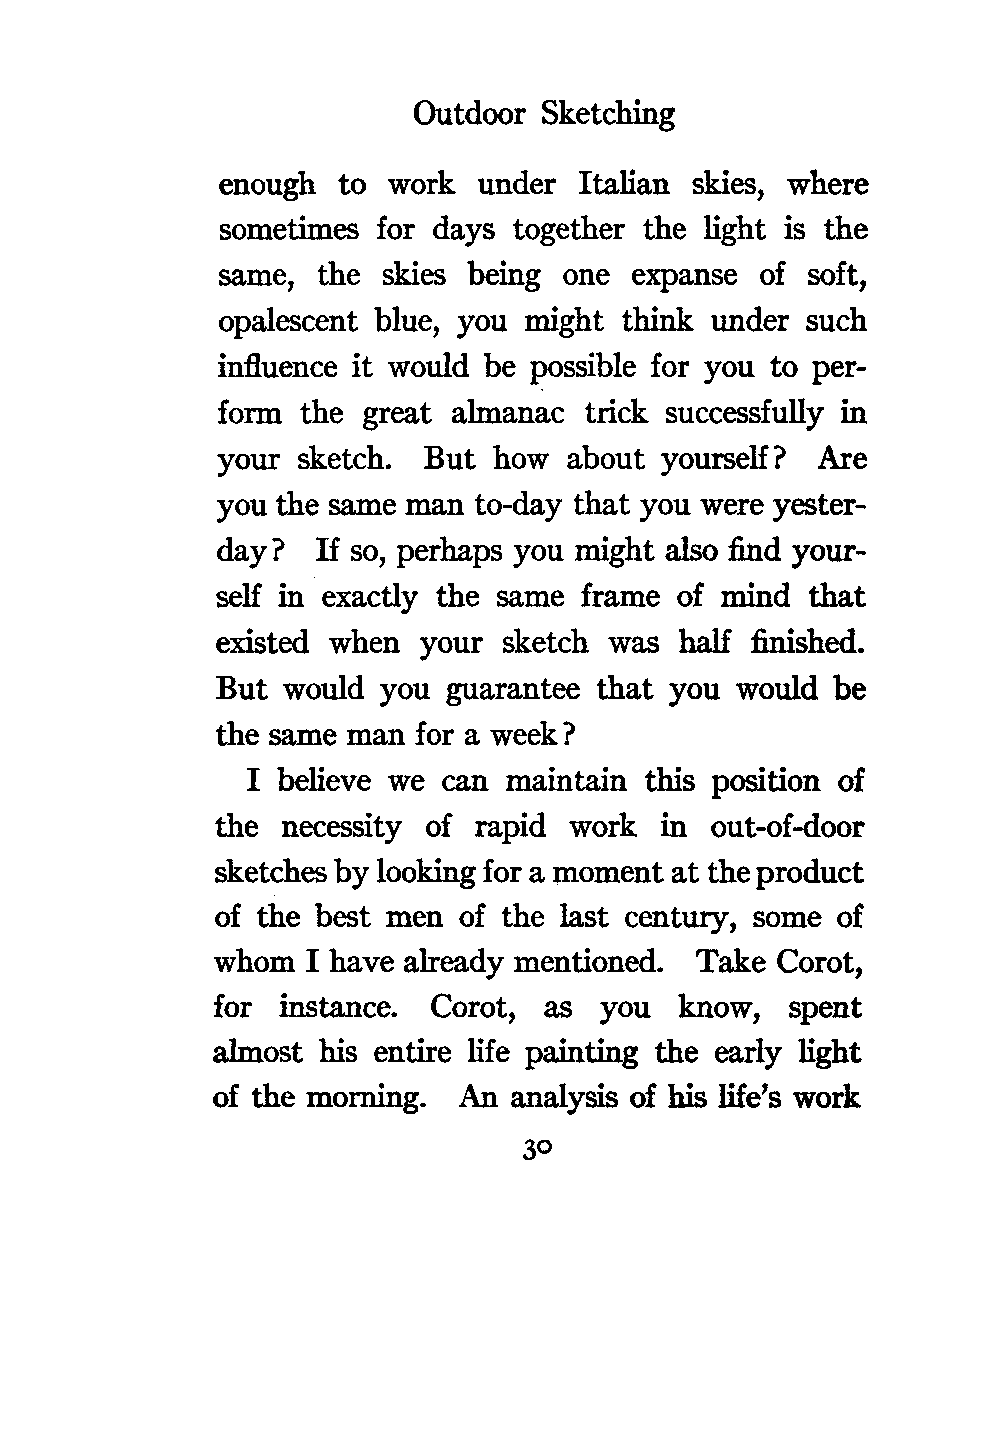 Outdoor Sketching
enough to work under Italian skies, where
sometimes for days together the light is the
same, the skies being one expanse of soft,
opalescent blue, you might think under such
influence it would be possible for you to per-
form the great almanac trick successfully in
your sketch. But how about yourself? Are
you the same man to-day that you were yester-
day? If so, perhaps you might also find your-
self in exactly the same frame of mind that
existed when your sketch was half finished.
But would you guarantee that you would be
the same man for a week?
I believe we can maintain this position of
the necessity of rapid work in out-of-door
sketches by looking for a moment at the product
of the best men of the last century, some of
whom I have already mentioned. Take Corot,
for instance. Corot, as you know, spent
almost his entire life painting the early light
of the morning. An analysis of his life's work
30